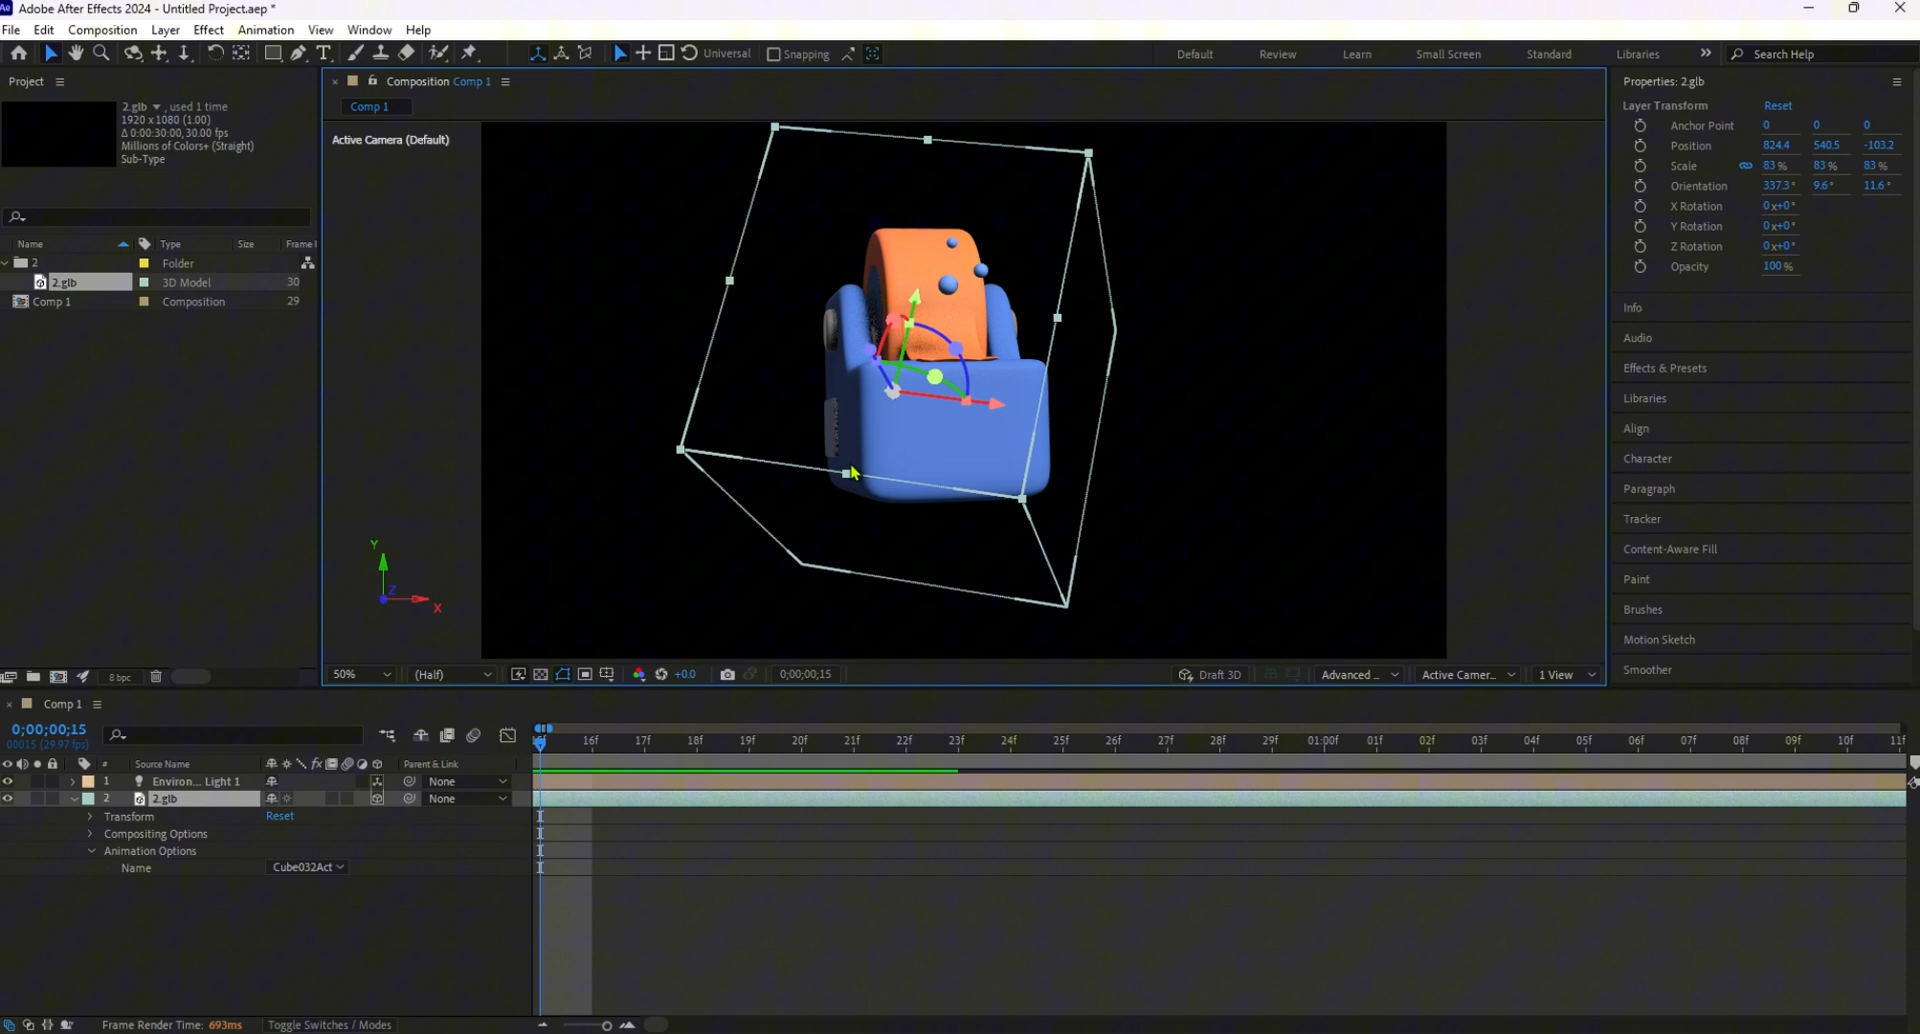 Ae Adobe After Effects 2024 - Untitled Project.aep *
File Edit Composition Layer Effect Animation View Window Help
Universal Snapping Default Review Learn Small Screen Standard Libraries Search Help
Project
2.glb , used 1 time
1920 x 1080 (1.00)
Δ 0:00:30:00, 30.00 fps
Millions of Colors+ (Straight)
Sub-Type
Name Type Size Frame
2 Folder
2.glb 3D Model 30
Comp 1 Composition 29
8 bpc
Composition Comp 1
Comp 1
Active Camera (Default)
Y
Z
X
50% (Half) +0.0 0;00;00;15 Draft 3D Advanced ... Active Camer... 1 View
Properties: 2.glb
Layer Transform Reset
Anchor Point 0 0 0
Position 824.4 540.5 -103.2
Scale 83 % 83 % 83 %
Orientation 337.3° 9.6° 11.6°
X Rotation 0x+0°
Y Rotation 0x+0°
Z Rotation 0x+0°
Opacity 100 %
Info
Audio
Effects & Presets
Libraries
Align
Character
Paragraph
Tracker
Content-Aware Fill
Paint
Brushes
Motion Sketch
Smoother
Comp 1
0;00;00;15
00015 (29.97 fps)
16f 17f 18f 19f 20f 21f 22f 23f 24f 25f 26f 27f 28f 29f 01:00f 01f 02f 03f 04f 05f 06f 07f 08f 09f 10f 11f
# Source Name fx Parent & Link
1 Environ... Light 1 None
2 2.glb None
Transform Reset
Compositing Options
Animation Options
Name Cube032Act
Frame Render Time: 693ms Toggle Switches / Modes